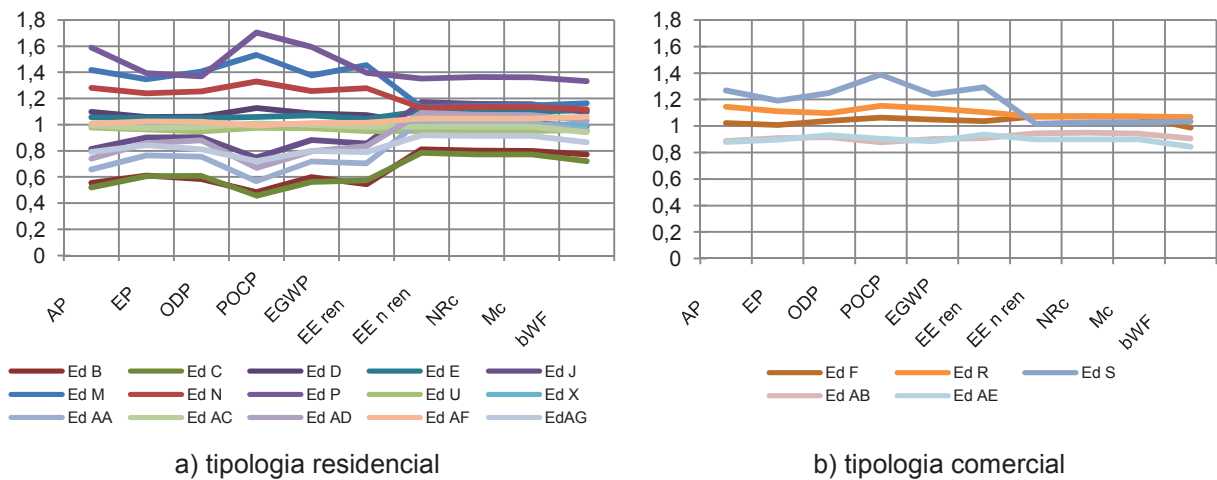 1,8
1,6
1,4
1,2
1
0,8
0,6
0,4
0,2
0
AP
EP
ODP
POCP
EGWP
EE ren
EE n ren
NRc
Mc
bWF
Ed B Ed C Ed D Ed E Ed J
Ed M Ed N Ed P Ed U Ed X
Ed AA Ed AC Ed AD Ed AF EdAG
a) tipologia residencial
1,8
1,6
1,4
1,2
1
0,8
0,6
0,4
0,2
0
AP
EP
ODP
POCP
EGWP
EE ren
EE n ren
NRc
Mc
bWF
Ed F Ed R Ed S
Ed AB Ed AE
b) tipologia comercial